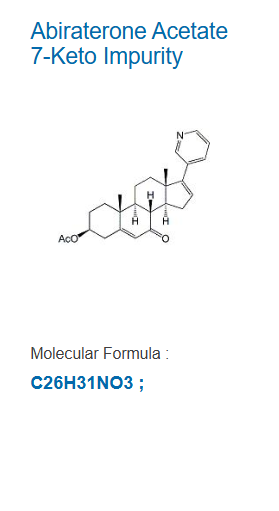 Abiraterone Acetate
7-Keto Impurity
N
H
H
H
AcO
O
Molecular Formula :
C26H31NO3 ;